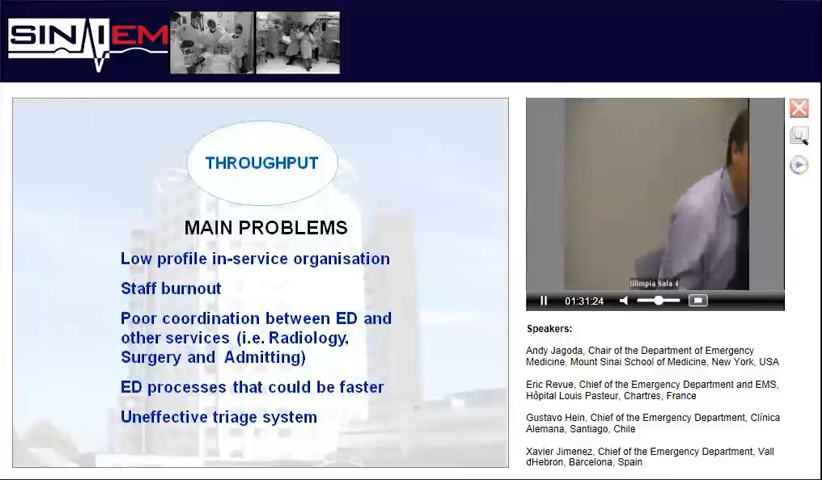 SINIEM
THROUGHPUT
MAIN PROBLEMS
Low profile in-service organisation
Staff burnout
Poor coordination between ED and
other services (i.e. Radiology,
Surgery and Admitting)
ED processes that could be faster
Uneffective triage system
Olimpia Sala 4
01:31:24
Speakers:
Andy Jagoda, Chair of the Department of Emergency
Medicine, Mount Sinai School of Medicine, New York, USA
Eric Revue, Chief of the Emergency Department and EMS,
Hôpital Louis Pasteur, Chartres, France
Gustavo Hein, Chief of the Emergency Department, Clínica
Alemana, Santiago, Chile
Xavier Jimenez, Chief of the Emergency Department, Vall
dHebron, Barcelona, Spain